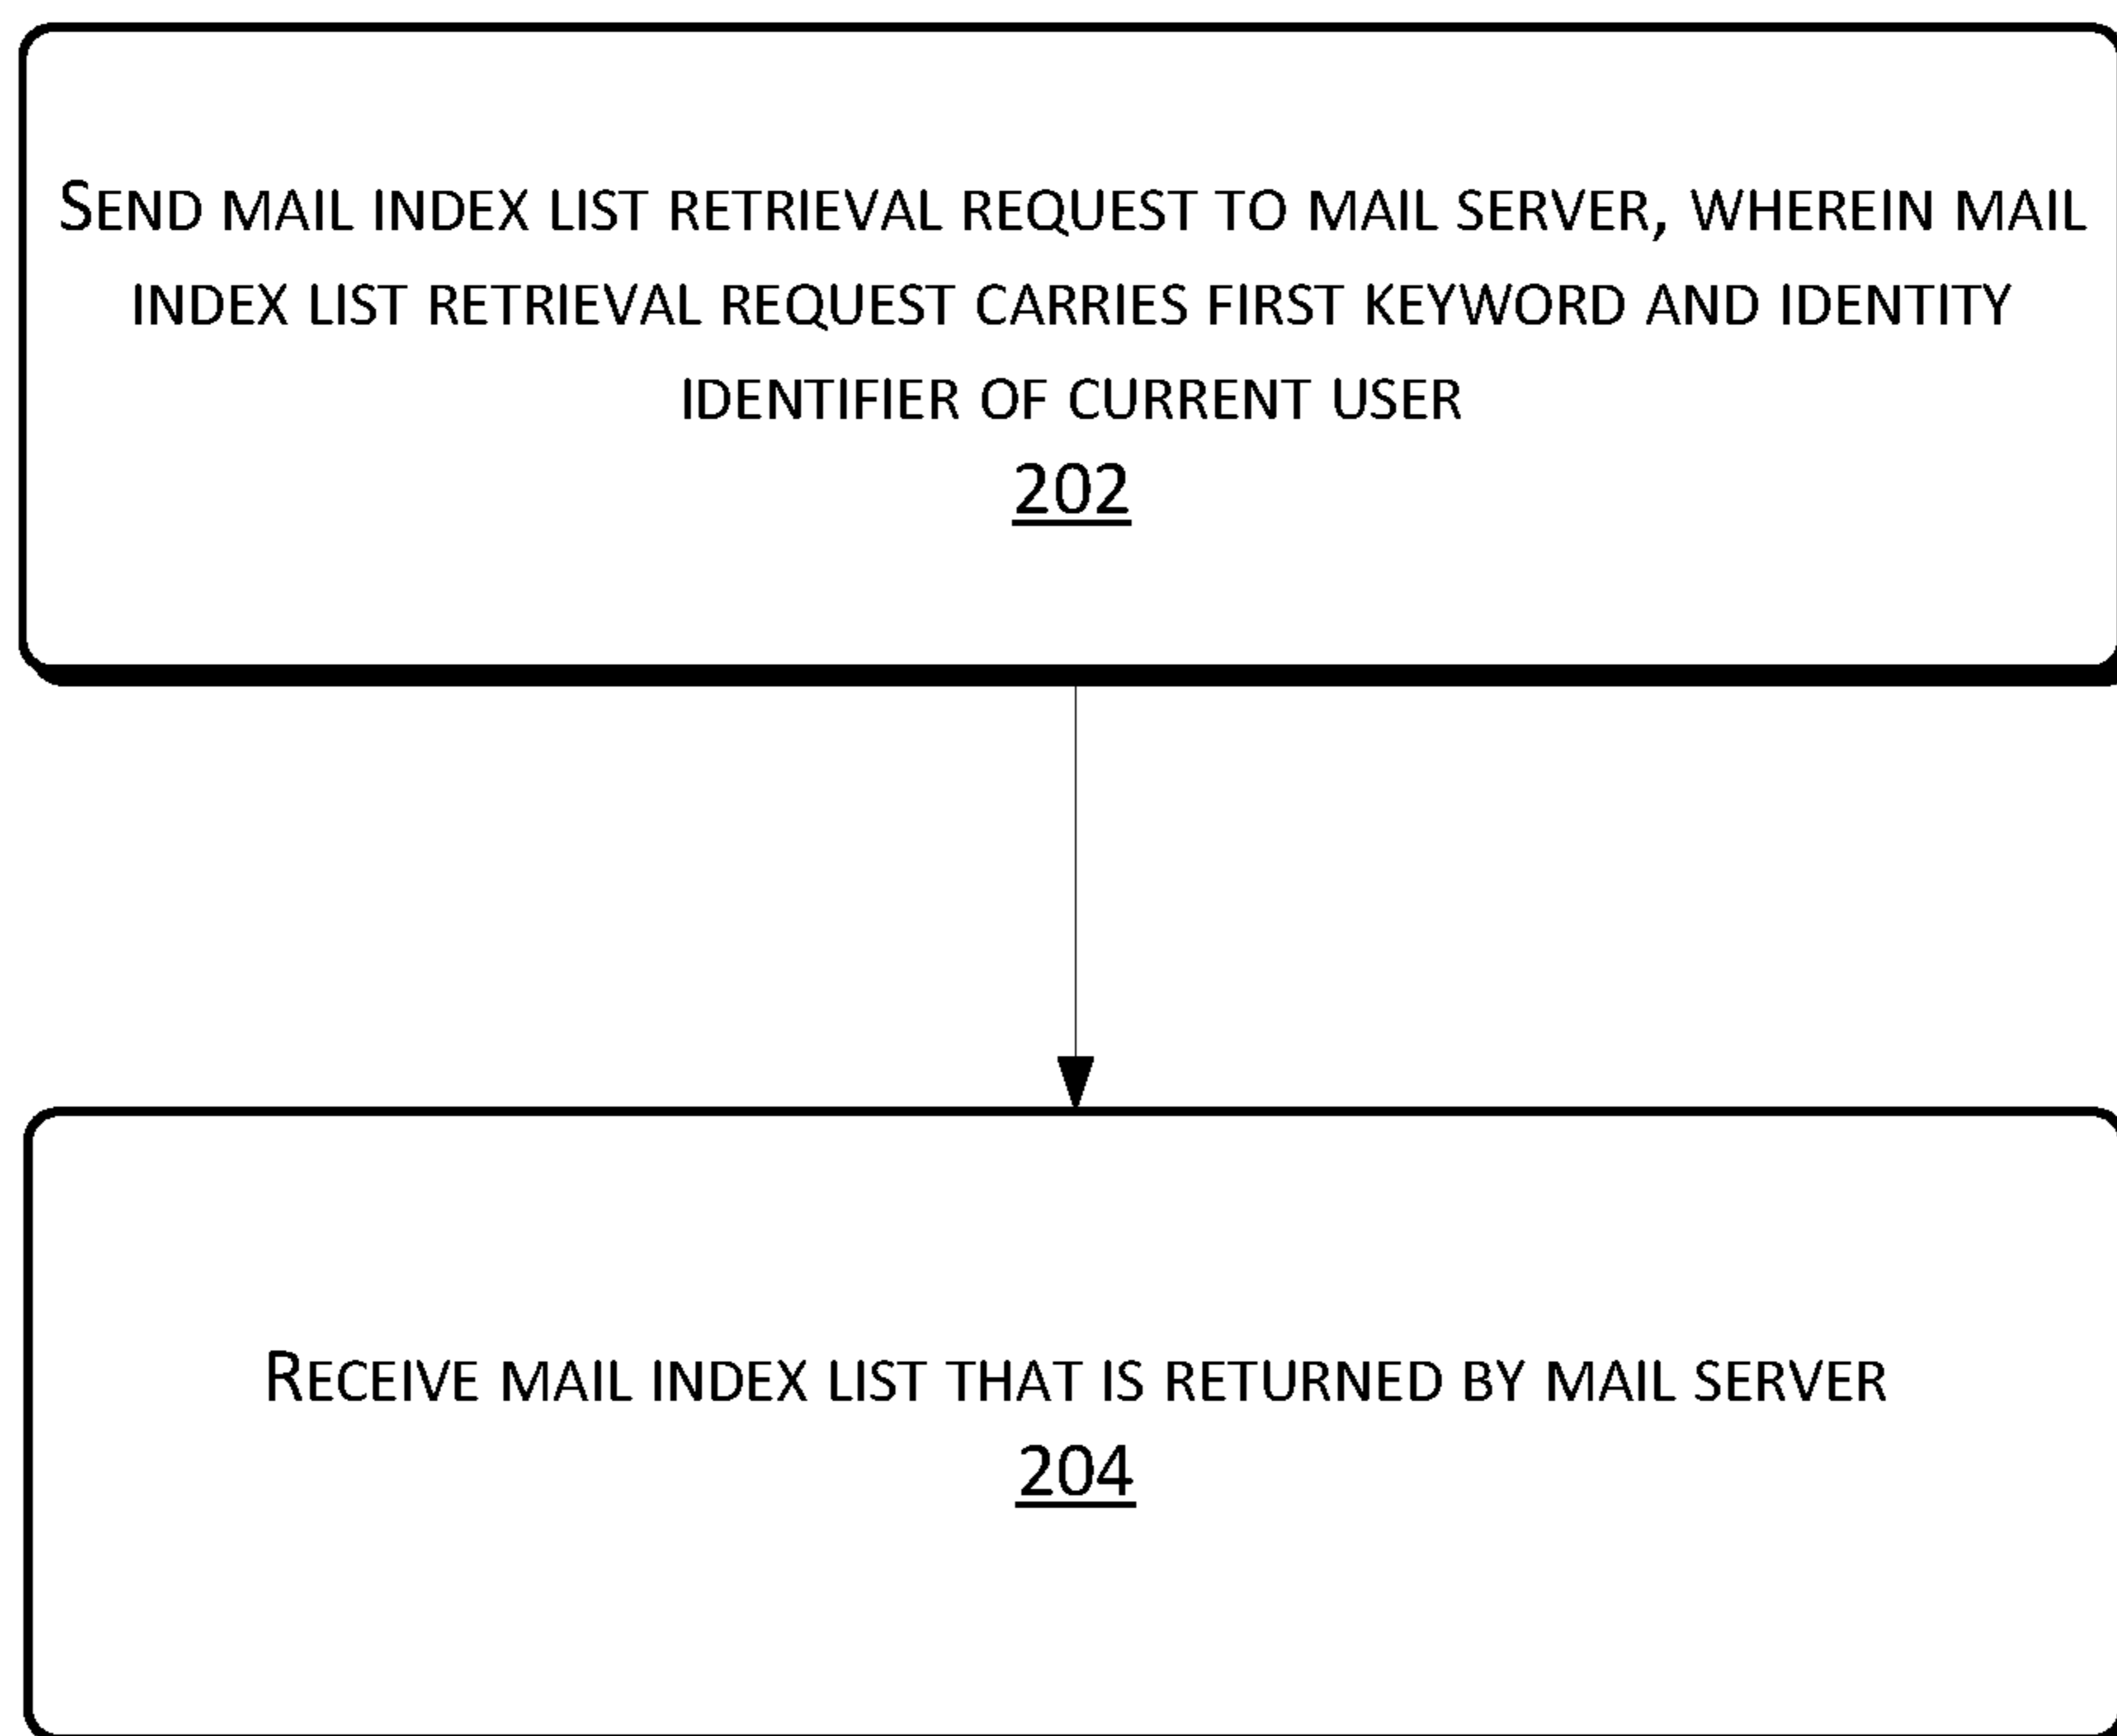 Send mail index list retrieval request to mail server, wherein mail
index list retrieval request carries first keyword and identity
identifier of current user
202
Receive mail index list that is returned by mail server
204